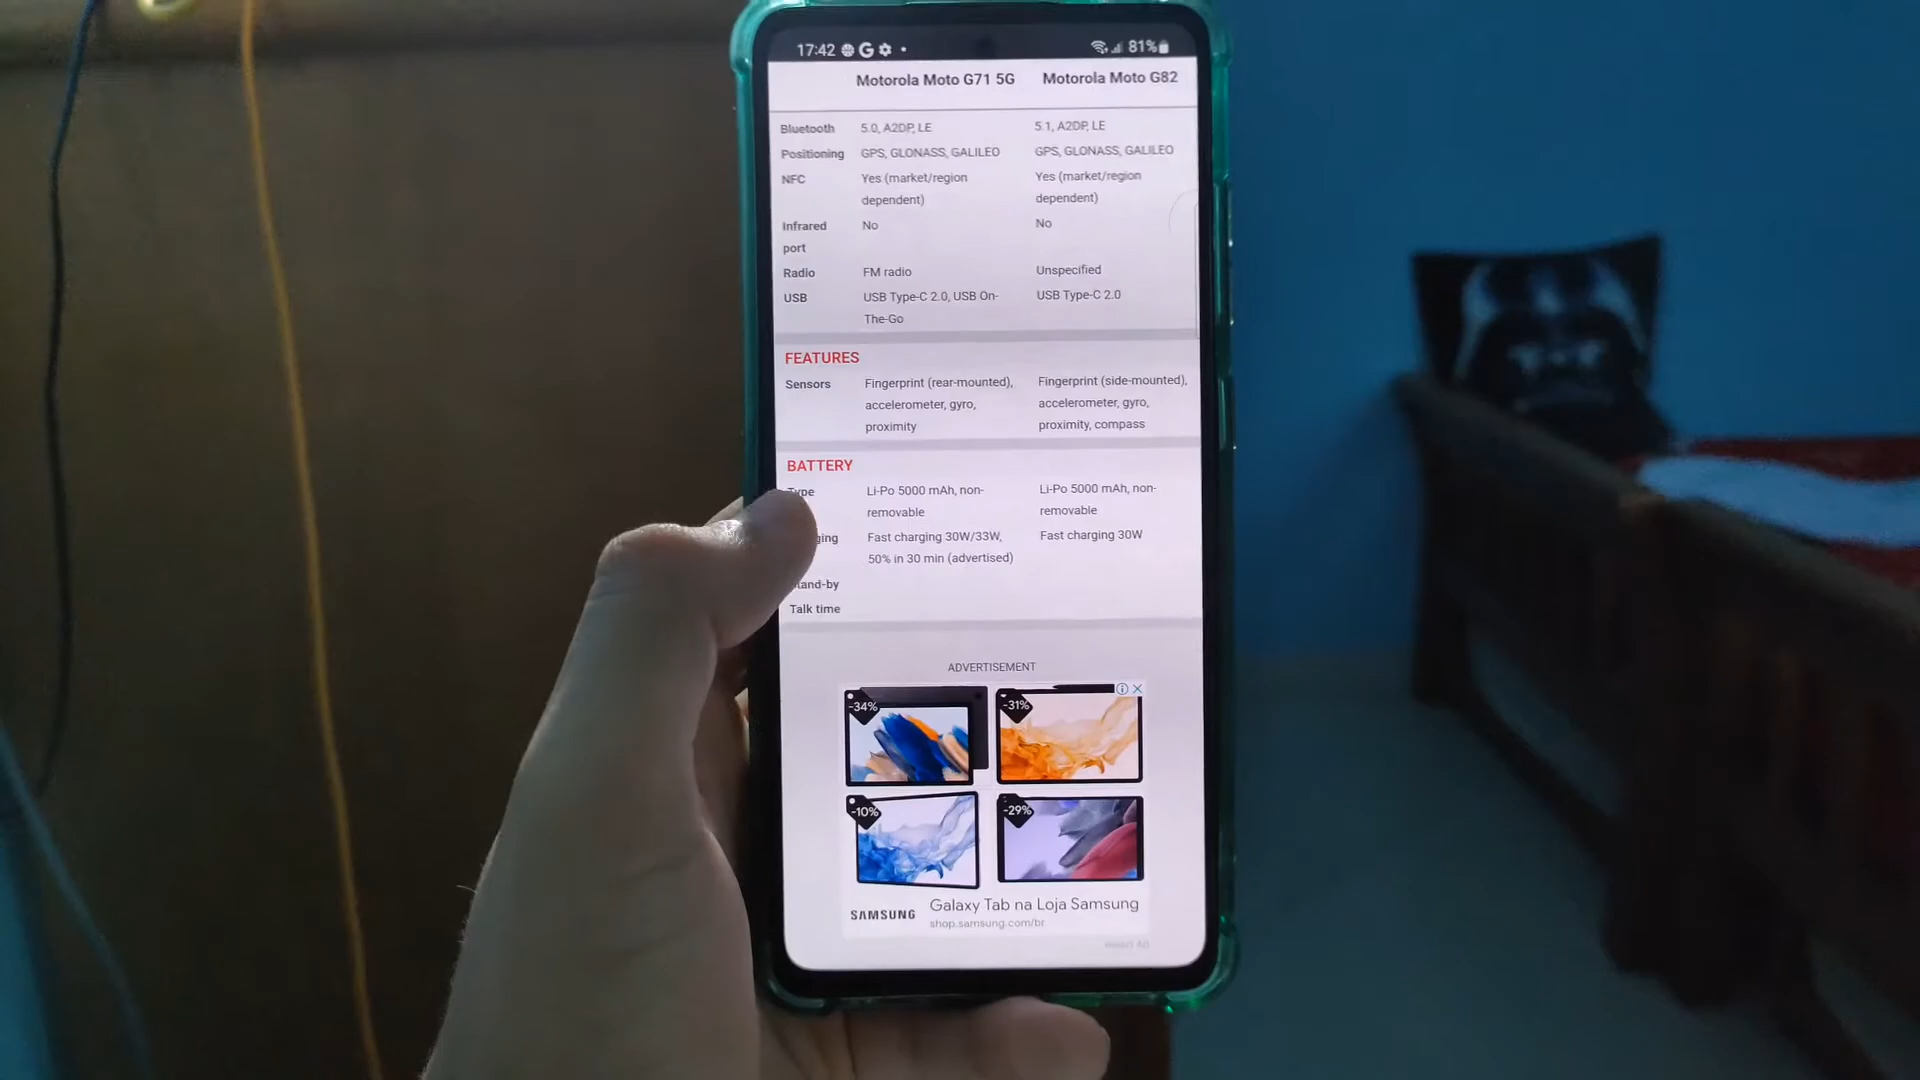 17:42 G 81%
Motorola Moto G71 5G Motorola Moto G82
Bluetooth 5.0, A2DP, LE 5.1, A2DP, LE
Positioning GPS, GLONASS, GALILEO GPS, GLONASS, GALILEO
NFC Yes (market/region Yes (market/region
dependent) dependent)
Infrared No No
port
Radio FM radio Unspecified
USB USB Type-C 2.0, USB On- USB Type-C 2.0
The-Go
FEATURES
Sensors Fingerprint (rear-mounted), Fingerprint (side-mounted),
accelerometer, gyro, accelerometer, gyro,
proximity proximity, compass
BATTERY
Type Li-Po 5000 mAh, non- Li-Po 5000 mAh, non-
removable removable
ging Fast charging 30W/33W, Fast charging 30W
50% in 30 min (advertised)
tand-by
Talk time
ADVERTISEMENT
-34% -31%
-10% -29%
SAMSUNG Galaxy Tab na Loja Samsung
shop.samsung.com/br